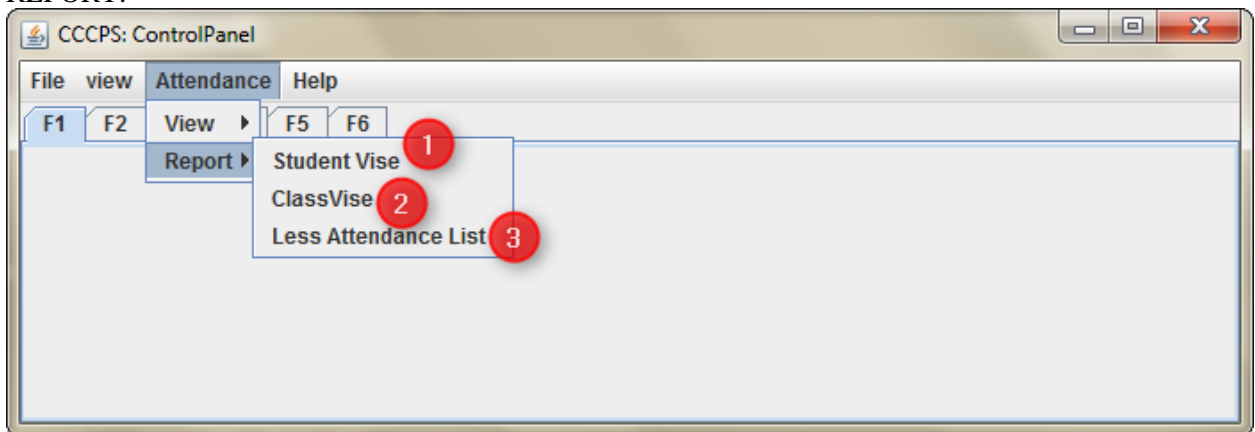 REPORT:
CCCPS: ControlPanel
File view Attendance Help
F1 F2 View F5 F6
Report Student Vise 1
ClassVise 2
Less Attendance List 3